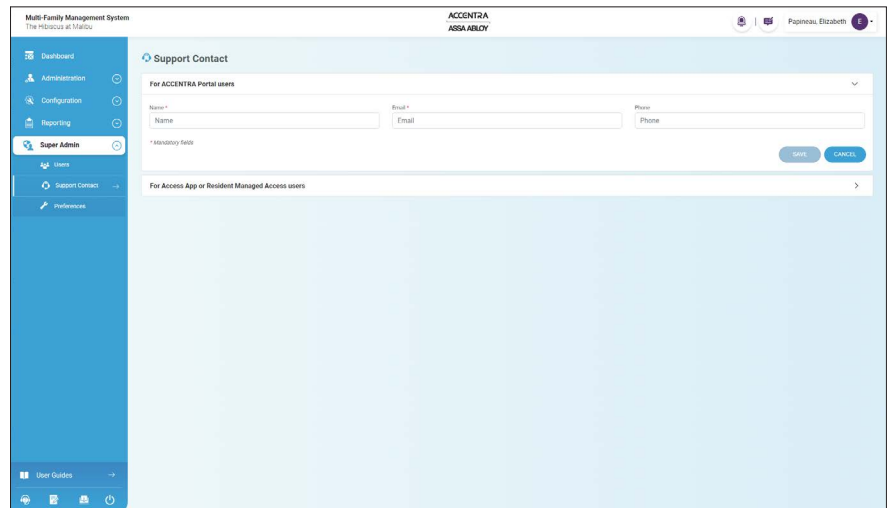 Multi-Family Management System
The Hibiscus at Malibu
ACCENTRA
ASSA ABLOY
Papineau, Elizabeth E
Dashboard
Administration
Configuration
Reporting
Super Admin
Users
Support Contact
Preferences
User Guides
Support Contact
For ACCENTRA Portal users
Name * Email * Phone
Name Email Phone
* Mandatory fields
SAVE CANCEL
For Access App or Resident Managed Access users